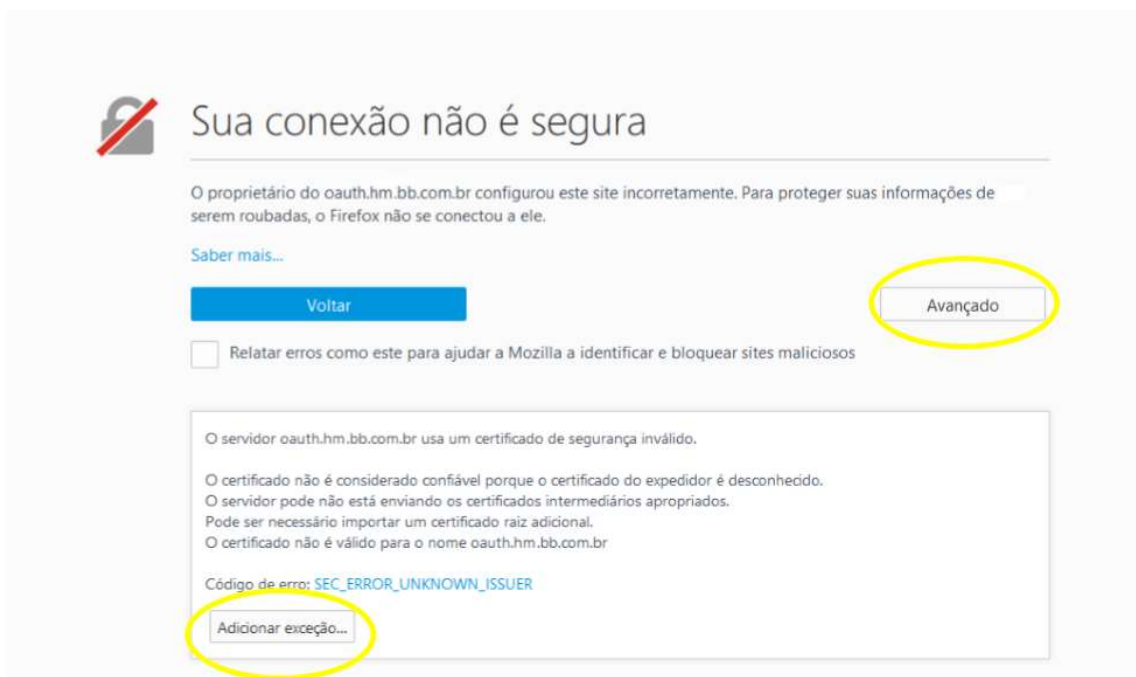 Sua conexão não é segura
O proprietário do oauth.hm.bb.com.br configurou este site incorretamente. Para proteger suas informações de
serem roubadas, o Firefox não se conectou a ele.
Saber mais...
Voltar
Avançado
Relatar erros como este para ajudar a Mozilla a identificar e bloquear sites maliciosos
O servidor oauth.hm.bb.com.br usa um certificado de segurança inválido.
O certificado não é considerado confiável porque o certificado do expedidor é desconhecido.
O servidor pode não está enviando os certificados intermediários apropriados.
Pode ser necessário importar um certificado raiz adicional.
O certificado não é válido para o nome oauth.hm.bb.com.br
Código de erro: SEC_ERROR_UNKNOWN_ISSUER
Adicionar exceção...